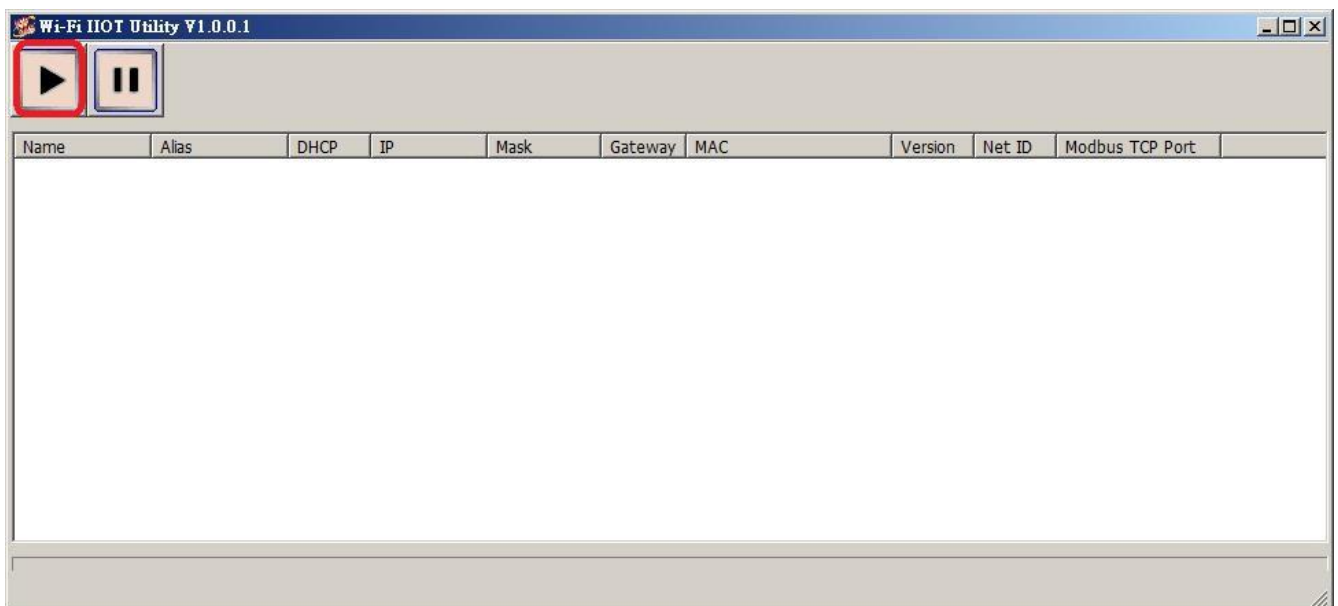 Wi-Fi IIOT Utility V1.0.0.1
Name Alias DHCP IP Mask Gateway MAC Version Net ID Modbus TCP Port